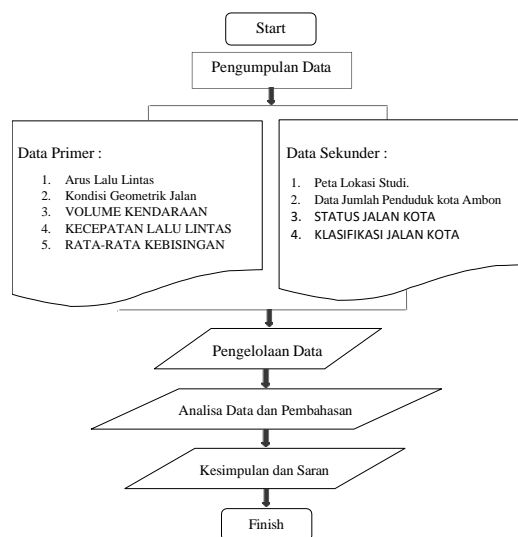 Start
Pengumpulan Data
Data Primer :
1. Arus Lalu Lintas
2. Kondisi Geometrik Jalan
3. VOLUME KENDARAAN
4. KECEPATAN LALU LINTAS
5. RATA-RATA KEBISINGAN
Data Sekunder :
1. Peta Lokasi Studi.
2. Data Jumlah Penduduk kota Ambon
3. STATUS JALAN KOTA
4. KLASIFIKASI JALAN KOTA
Pengelolaan Data
Analisa Data dan Pembahasan
Kesimpulan dan Saran
Finish